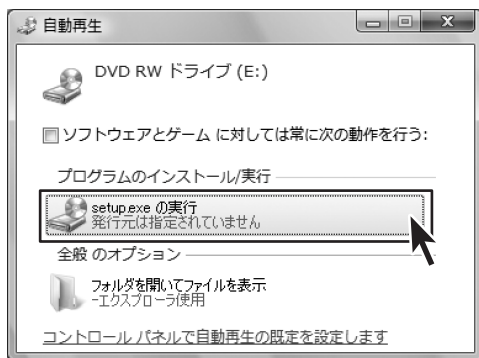 自動再生
DVD RW ドライブ (E:)
ソフトウェアとゲーム に対しては常に次の動作を行う:
プログラムのインストール/実行
setup.exe の実行
発行元は指定されていません
全般 のオプション
フォルダを開いてファイルを表示
-エクスプローラ使用
コントロール パネルで自動再生の既定を設定します